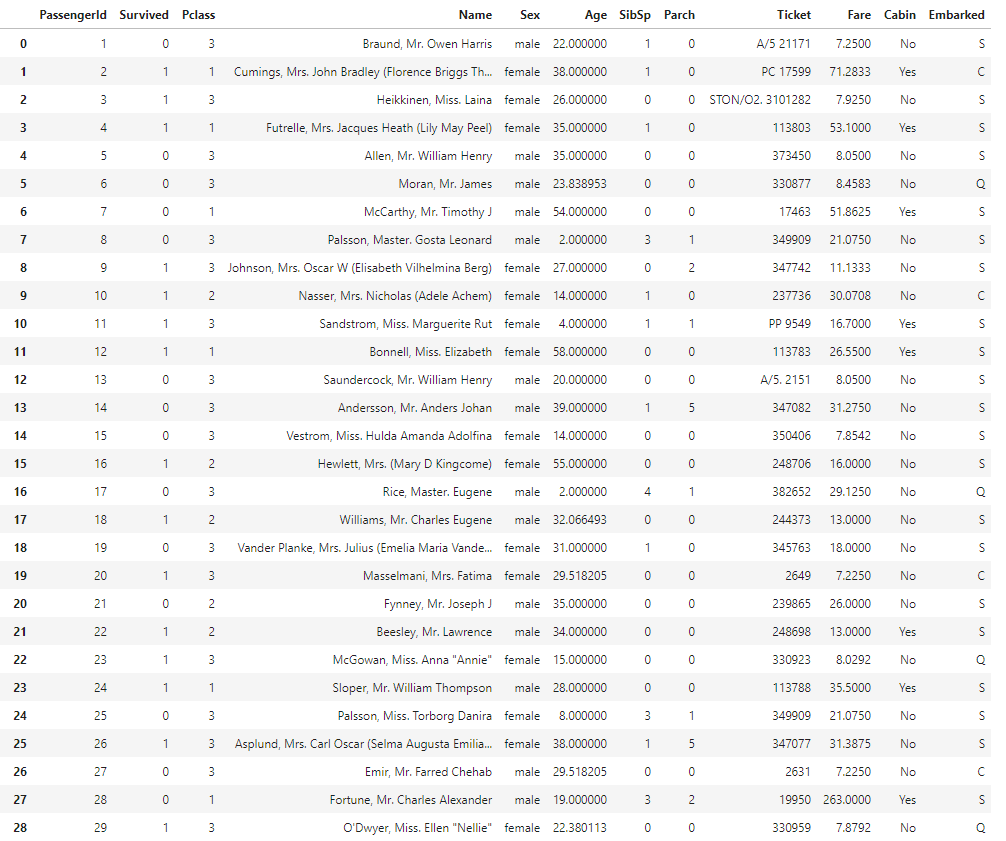 PassengerId Survived Pclass Name Sex Age SibSp Parch Ticket Fare Cabin Embarked
0 1 0 3 Braund, Mr. Owen Harris male 22.000000 1 0 A/5 21171 7.2500 No S
1 2 1 1 Cumings, Mrs. John Bradley (Florence Briggs Th... female 38.000000 1 0 PC 17599 71.2833 Yes C
2 3 1 3 Heikkinen, Miss. Laina female 26.000000 0 0 STON/O2. 3101282 7.9250 No S
3 4 1 1 Futrelle, Mrs. Jacques Heath (Lily May Peel) female 35.000000 1 0 113803 53.1000 Yes S
4 5 0 3 Allen, Mr. William Henry male 35.000000 0 0 373450 8.0500 No S
5 6 0 3 Moran, Mr. James male 23.838953 0 0 330877 8.4583 No Q
6 7 0 1 McCarthy, Mr. Timothy J male 54.000000 0 0 17463 51.8625 Yes S
7 8 0 3 Palsson, Master. Gosta Leonard male 2.000000 3 1 349909 21.0750 No S
8 9 1 3 Johnson, Mrs. Oscar W (Elisabeth Vilhelmina Berg) female 27.000000 0 2 347742 11.1333 No S
9 10 1 2 Nasser, Mrs. Nicholas (Adele Achem) female 14.000000 1 0 237736 30.0708 No C
10 11 1 3 Sandstrom, Miss. Marguerite Rut female 4.000000 1 1 PP 9549 16.7000 Yes S
11 12 1 1 Bonnell, Miss. Elizabeth female 58.000000 0 0 113783 26.5500 Yes S
12 13 0 3 Saundercock, Mr. William Henry male 20.000000 0 0 A/5. 2151 8.0500 No S
13 14 0 3 Andersson, Mr. Anders Johan male 39.000000 1 5 347082 31.2750 No S
14 15 0 3 Vestrom, Miss. Hulda Amanda Adolfina female 14.000000 0 0 350406 7.8542 No S
15 16 1 2 Hewlett, Mrs. (Mary D Kingcome) female 55.000000 0 0 248706 16.0000 No S
16 17 0 3 Rice, Master. Eugene male 2.000000 4 1 382652 29.1250 No Q
17 18 1 2 Williams, Mr. Charles Eugene male 32.066493 0 0 244373 13.0000 No S
18 19 0 3 Vander Planke, Mrs. Julius (Emelia Maria Vande... female 31.000000 1 0 345763 18.0000 No S
19 20 1 3 Masselmani, Mrs. Fatima female 29.518205 0 0 2649 7.2250 No C
20 21 0 2 Fynney, Mr. Joseph J male 35.000000 0 0 239865 26.0000 No S
21 22 1 2 Beesley, Mr. Lawrence male 34.000000 0 0 248698 13.0000 Yes S
22 23 1 3 McGowan, Miss. Anna "Annie" female 15.000000 0 0 330923 8.0292 No Q
23 24 1 1 Sloper, Mr. William Thompson male 28.000000 0 0 113788 35.5000 Yes S
24 25 0 3 Palsson, Miss. Torborg Danira female 8.000000 3 1 349909 21.0750 No S
25 26 1 3 Asplund, Mrs. Carl Oscar (Selma Augusta Emilia... female 38.000000 1 5 347077 31.3875 No S
26 27 0 3 Emir, Mr. Farred Chehab male 29.518205 0 0 2631 7.2250 No C
27 28 0 1 Fortune, Mr. Charles Alexander male 19.000000 3 2 19950 263.0000 Yes S
28 29 1 3 O'Dwyer, Miss. Ellen "Nellie" female 22.380113 0 0 330959 7.8792 No Q